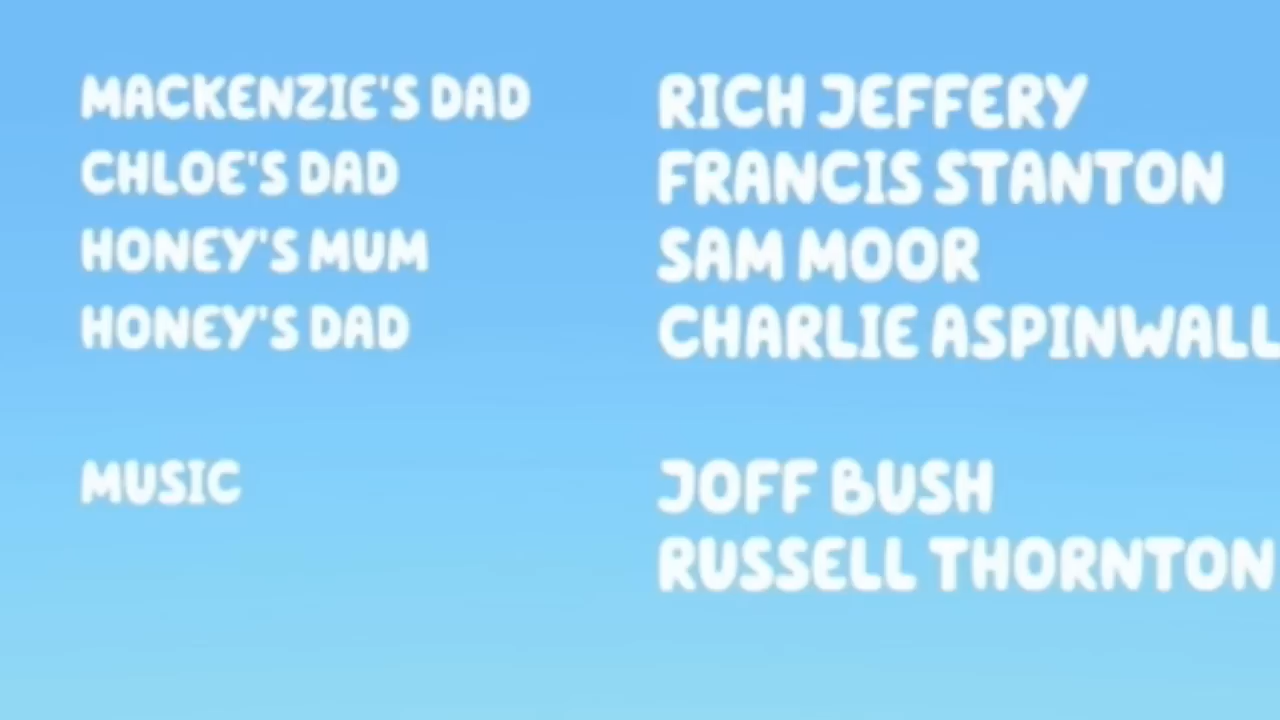 MACKENZIE'S DAD RICH JEFFERY
CHLOE'S DAD FRANCIS STANTON
HONEY'S MUM SAM MOOR
HONEY'S DAD CHARLIE ASPINWALL
MUSIC JOFF BUSH
RUSSELL THORNTON